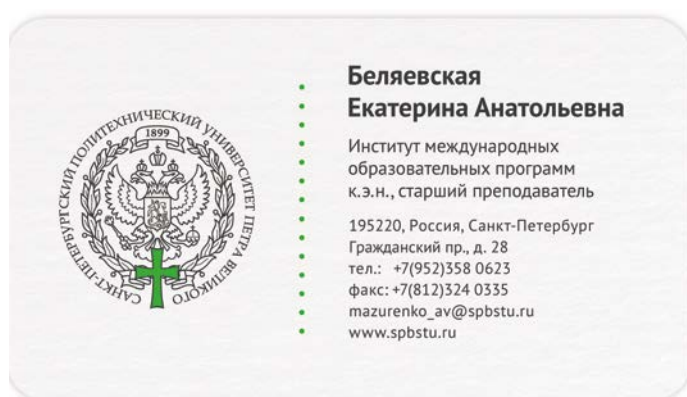 САНКТ-ПЕТЕРБУРГСКИЙ ПОЛИТЕХНИЧЕСКИЙ УНИВЕРСИТЕТ ПЕТРА ВЕЛИКОГО
1899
Беляевская
Екатерина Анатольевна
Институт международных
образовательных программ
к.э.н., старший преподаватель
195220, Россия, Санкт-Петербург
Гражданский пр., д. 28
тел.: +7(952)358 0623
факс: +7(812)324 0335
mazurenko_av@spbstu.ru
www.spbstu.ru